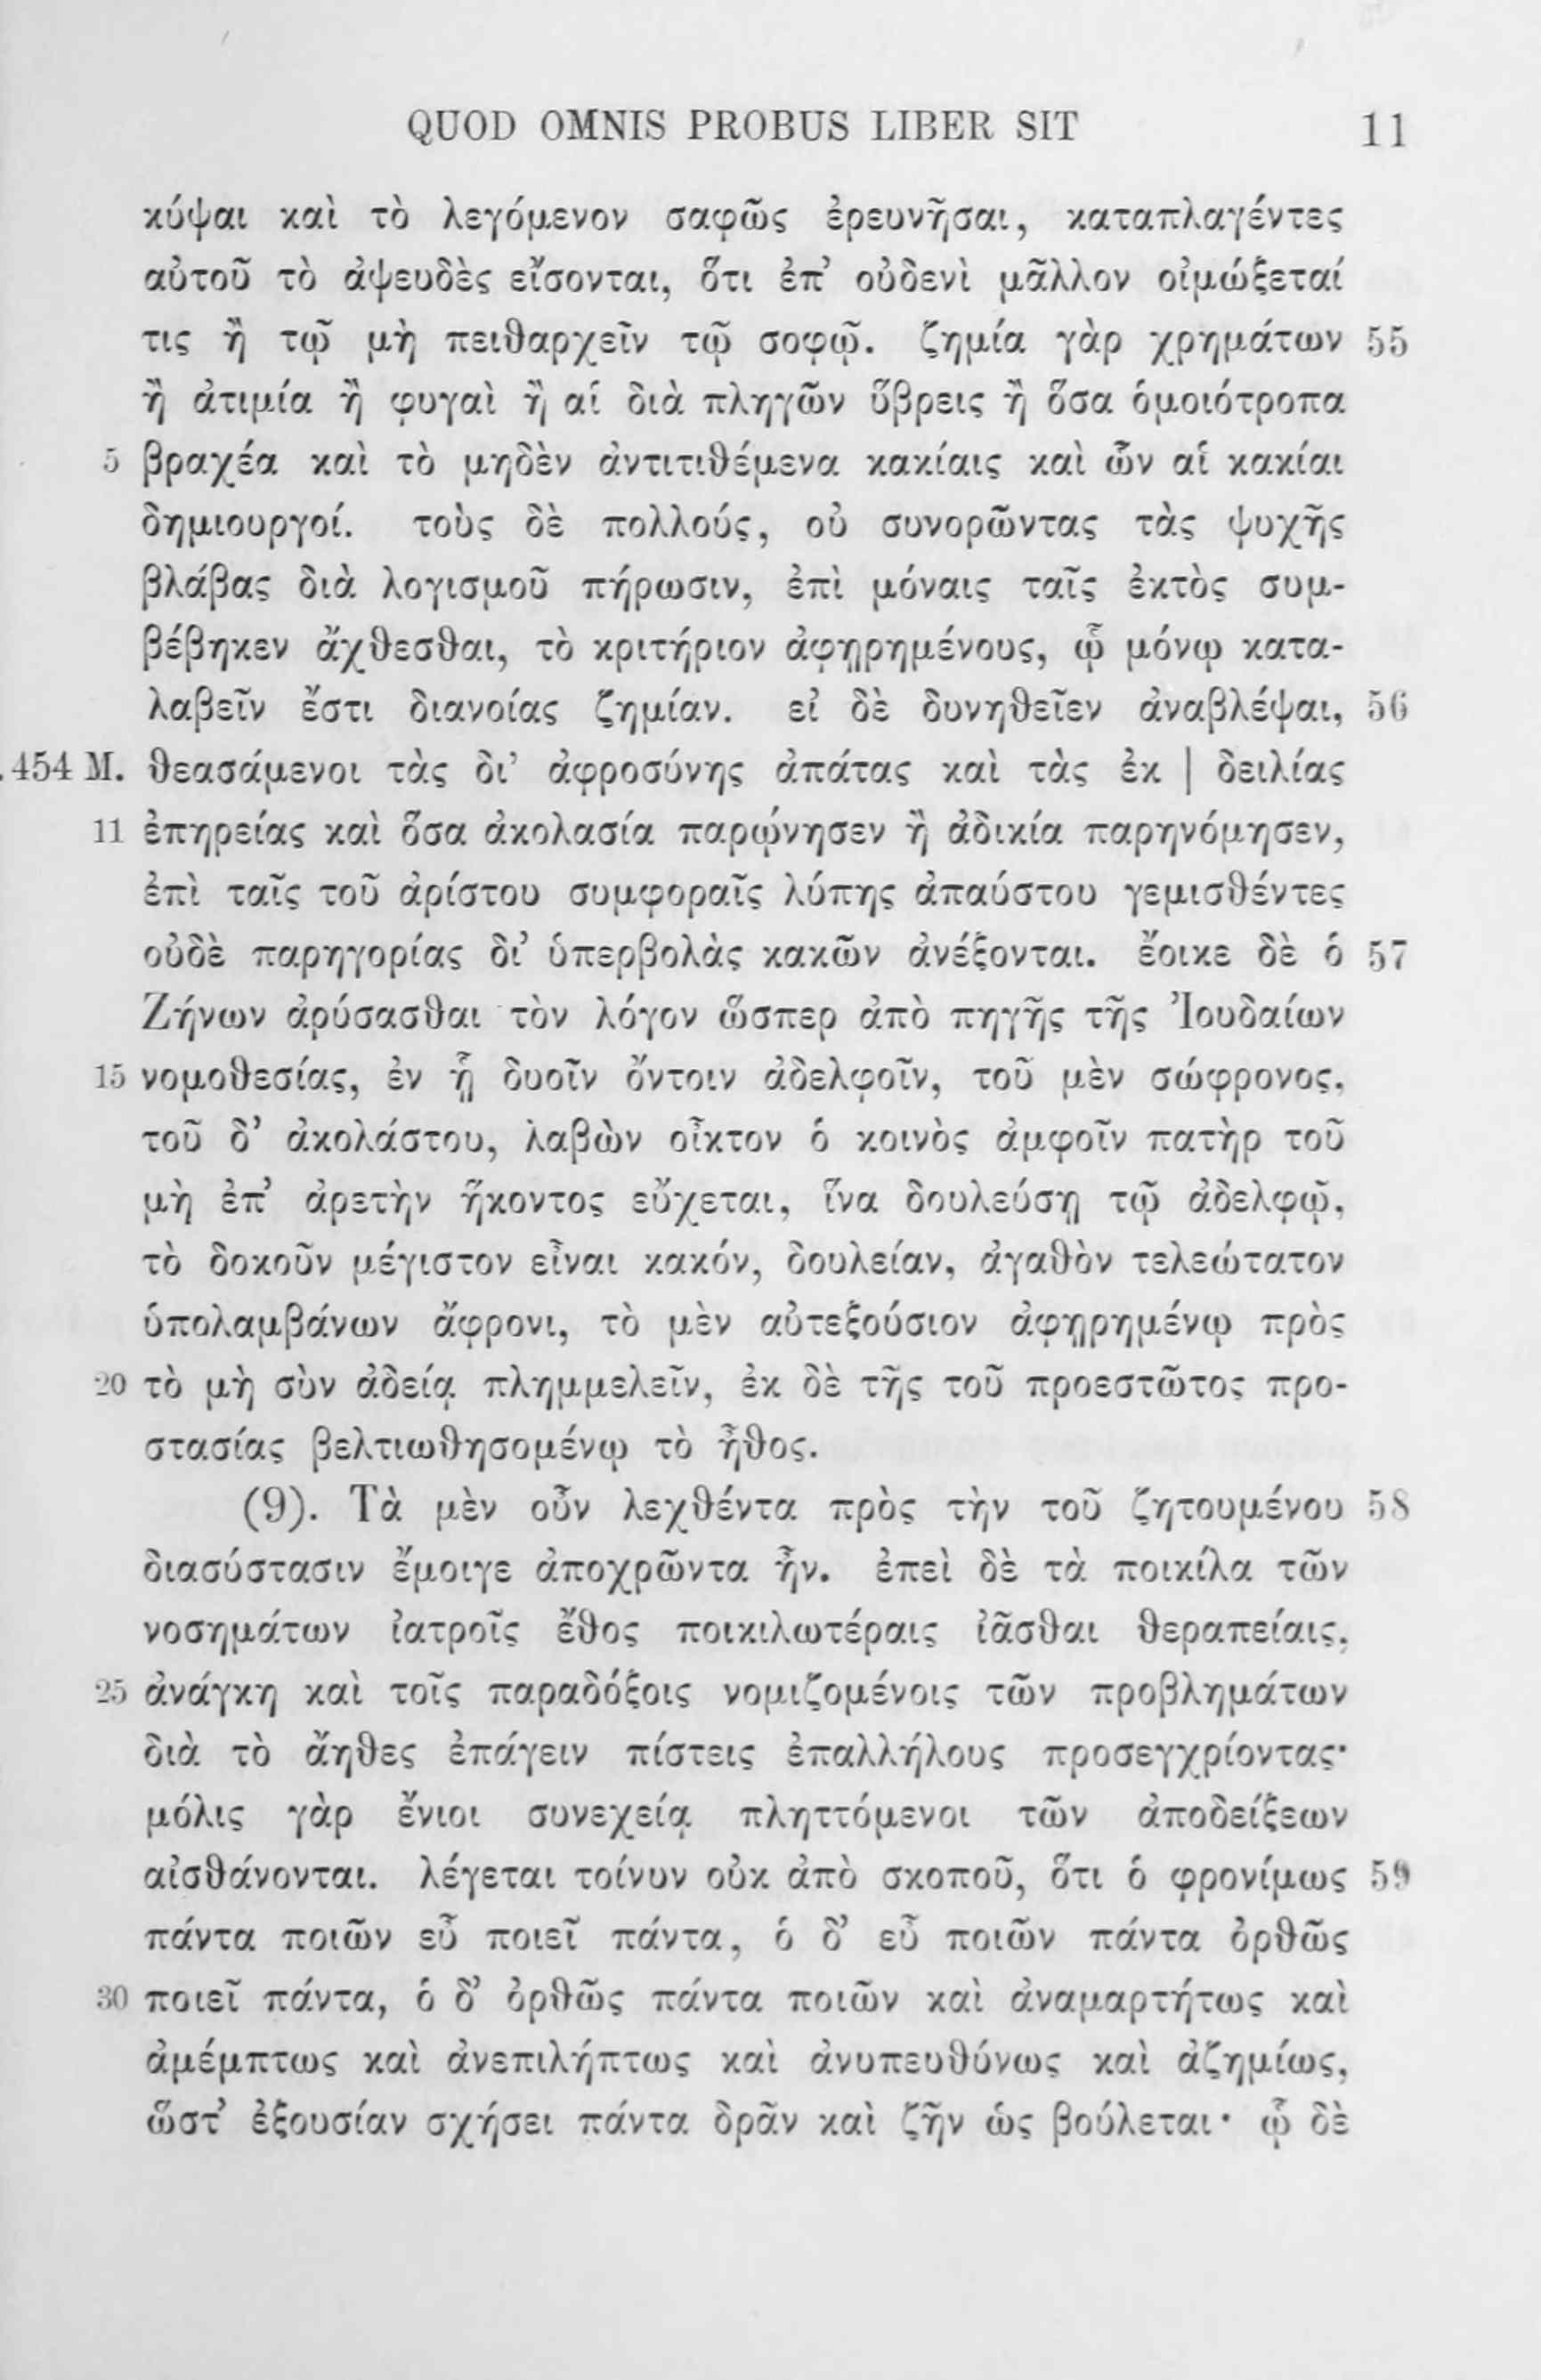 QUOD OMNIS PROBUS LIBER SIT 11
κύψαι καὶ τὸ λεγόμενον σαφῶς ἐρευνῆσαι, καταπλαγέντες
αὐτοῦ τὸ ἀψευδὲς εἴσονται, ὅτι ἐπ’ οὐδενὶ μᾶλλον οἰμώξεταί
τις ἢ τῷ μὴ πειθαρχεῖν τῷ σοφῷ. ζημία γὰρ χρημάτων 55
ἢ ἀτιμία ἢ φυγαὶ ἢ αἱ διὰ πληγῶν ὕβρεις ἢ ὅσα ὁμοιότροπα
5 βραχέα καὶ τὸ μηδὲν ἀντιτιθέμενα κακίαις καὶ ὧν αἱ κακίαι
δημιουργοί. τοὺς δὲ πολλούς, οὐ συνορῶντας τὰς ψυχῆς
βλάβας διὰ λογισμοῦ πήρωσιν, ἐπὶ μόναις ταῖς ἐκτὸς συμ-
βέβηκεν ἄχθεσθαι, τὸ κριτήριον ἀφῃρημένους, ᾧ μόνῳ κατα-
λαβεῖν ἔστι διανοίας ζημίαν. εἰ δὲ δυνηθεῖεν ἀναβλέψαι, 56
.454 M. θεασάμενοι τὰς δι’ ἀφροσύνης ἀπάτας καὶ τὰς ἐκ | δειλίας
11 ἐπηρείας καὶ ὅσα ἀκολασία παρῴνησεν ἢ ἀδικία παρηνόμησεν,
ἐπὶ ταῖς τοῦ ἀρίστου συμφοραῖς λύπης ἀπαύστου γεμισθέντες
οὐδὲ παρηγορίας δι’ ὑπερβολὰς κακῶν ἀνέξονται. ἔοικε δὲ ὁ 57
Ζήνων ἀρύσασθαι τὸν λόγον ὥσπερ ἀπὸ πηγῆς τῆς Ἰουδαίων
15 νομοθεσίας, ἐν ᾗ δυοῖν ὄντοιν ἀδελφοῖν, τοῦ μὲν σώφρονος,
τοῦ δ’ ἀκολάστου, λαβὼν οἶκτον ὁ κοινὸς ἀμφοῖν πατὴρ τοῦ
μὴ ἐπ’ ἀρετὴν ἥκοντος εὔχεται, ἵνα δουλεύσῃ τῷ ἀδελφῷ,
τὸ δοκοῦν μέγιστον εἶναι κακόν, δουλείαν, ἀγαθὸν τελεώτατον
ὑπολαμβάνων ἄφρονι, τὸ μὲν αὐτεξούσιον ἀφῃρημένῳ πρὸς
20 τὸ μὴ σὺν ἀδείᾳ πλημμελεῖν, ἐκ δὲ τῆς τοῦ προεστῶτος προ-
στασίας βελτιωθησομένῳ τὸ ἦθος.
(9). Τὰ μὲν οὖν λεχθέντα πρὸς τὴν τοῦ ζητουμένου 58
διασύστασιν ἔμοιγε ἀποχρῶντα ἦν. ἐπεὶ δὲ τὰ ποικίλα τῶν
νοσημάτων ἰατροῖς ἔθος ποικιλωτέραις ἰᾶσθαι θεραπείαις,
25 ἀνάγκη καὶ τοῖς παραδόξοις νομιζομένοις τῶν προβλημάτων
διὰ τὸ ἄηθες ἐπάγειν πίστεις ἐπαλλήλους προσεγχρίοντας·
μόλις γὰρ ἔνιοι συνεχείᾳ πληττόμενοι τῶν ἀποδείξεων
αἰσθάνονται. λέγεται τοίνυν οὐκ ἀπὸ σκοποῦ, ὅτι ὁ φρονίμως 59
πάντα ποιῶν εὖ ποιεῖ πάντα, ὁ δ’ εὖ ποιῶν πάντα ὀρθῶς
30 ποιεῖ πάντα, ὁ δ’ ὀρθῶς πάντα ποιῶν καὶ ἀναμαρτήτως καὶ
ἀμέμπτως καὶ ἀνεπιλήπτως καὶ ἀνυπευθύνως καὶ ἀζημίως,
ὥστ’ ἐξουσίαν σχήσει πάντα δρᾶν καὶ ζῆν ὡς βούλεται· ᾧ δὲ